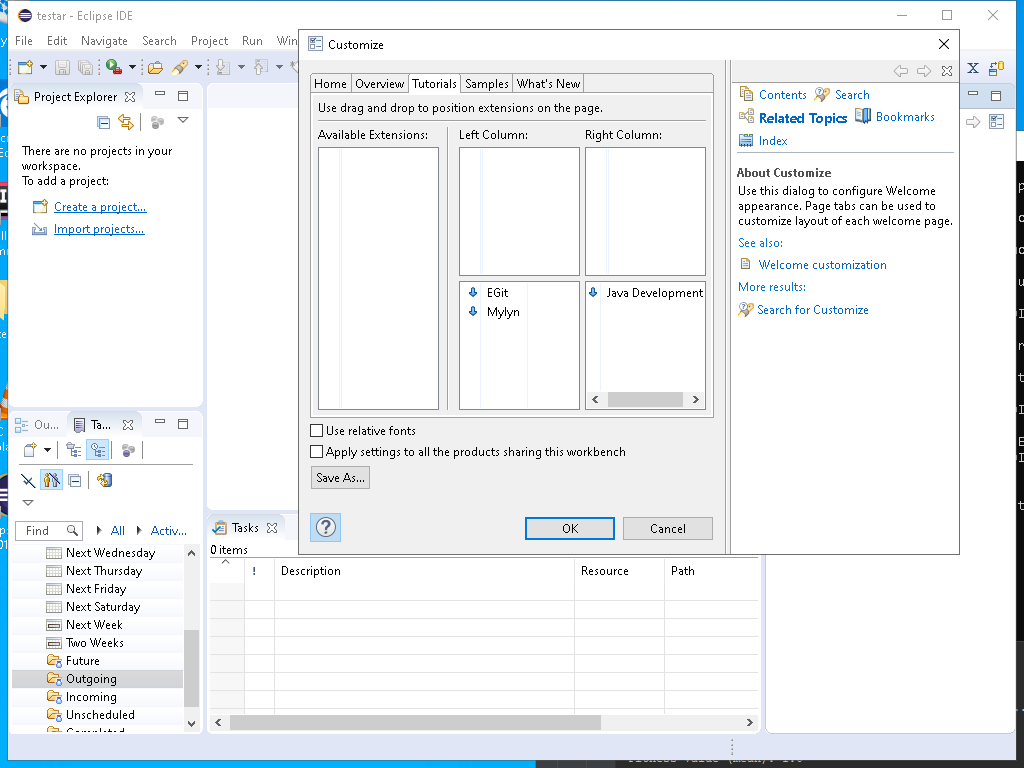 testar - Eclipse IDE
File Edit Navigate Search Project Run Win
Project Explorer
There are no projects in your
workspace.
To add a project:
Create a project...
Import projects...
Customize
Home Overview Tutorials Samples What's New
Use drag and drop to position extensions on the page.
Available Extensions: Left Column: Right Column:
EGit
Mylyn
Java Development
Use relative fonts
Apply settings to all the products sharing this workbench
Save As...
OK Cancel
Contents Search
Related Topics Bookmarks
Index
About Customize
Use this dialog to configure Welcome
appearance. Page tabs can be used to
customize layout of each welcome page.
See also:
Welcome customization
More results:
Search for Customize
Ou... Ta...
Find All Activ...
Next Wednesday
Next Thursday
Next Friday
Next Saturday
Next Week
Two Weeks
Future
Outgoing
Incoming
Unscheduled
Completed
Tasks
0 items
! Description Resource Path